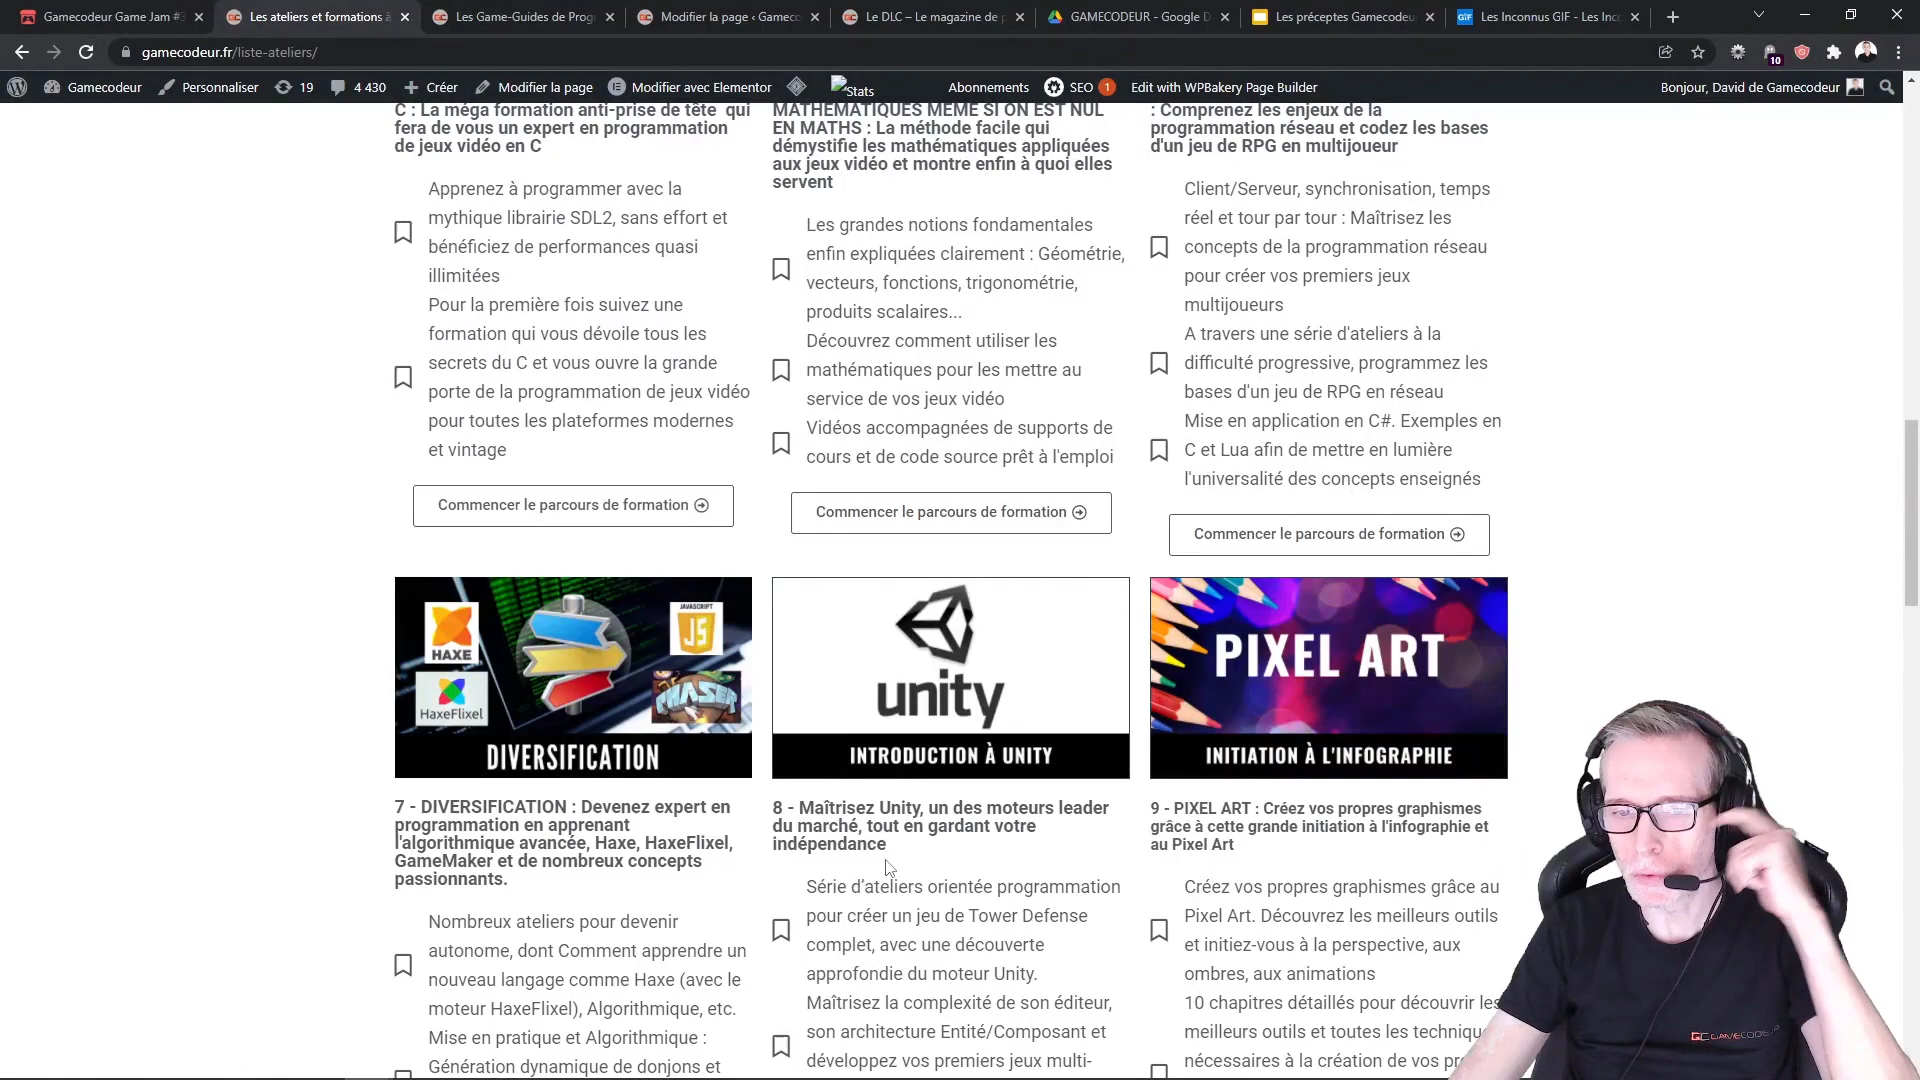 Gamecodeur Game Jam #3
Les ateliers et formations à
Les Game-Guides de Prog
Modifier la page ‹ Gameco
Le DLC – Le magazine de p
GAMECODEUR - Google D
Les préceptes Gamecodeu
Les Inconnus GIF - Les Inc
gamecodeur.fr/liste-ateliers/
10
Gamecodeur
Personnaliser
19
4 430
Créer
Modifier la page
Modifier avec Elementor
Stats
Abonnements
SEO 1
Edit with WPBakery Page Builder
Bonjour, David de Gamecodeur
C : La méga formation anti-prise de tête qui
fera de vous un expert en programmation
de jeux vidéo en C
Apprenez à programmer avec la
mythique librairie SDL2, sans effort et
bénéficiez de performances quasi
illimitées
Pour la première fois suivez une
formation qui vous dévoile tous les
secrets du C et vous ouvre la grande
porte de la programmation de jeux vidéo
pour toutes les plateformes modernes
et vintage
Commencer le parcours de formation
MATHEMATIQUES MEME SI ON EST NUL
EN MATHS : La méthode facile qui
démystifie les mathématiques appliquées
aux jeux vidéo et montre enfin à quoi elles
servent
Les grandes notions fondamentales
enfin expliquées clairement : Géométrie,
vecteurs, fonctions, trigonométrie,
produits scalaires...
Découvrez comment utiliser les
mathématiques pour les mettre au
service de vos jeux vidéo
Vidéos accompagnées de supports de
cours et de code source prêt à l'emploi
Commencer le parcours de formation
: Comprenez les enjeux de la
programmation réseau et codez les bases
d'un jeu de RPG en multijoueur
Client/Serveur, synchronisation, temps
réel et tour par tour : Maîtrisez les
concepts de la programmation réseau
pour créer vos premiers jeux
multijoueurs
A travers une série d'ateliers à la
difficulté progressive, programmez les
bases d'un jeu de RPG en réseau
Mise en application en C#. Exemples en
C et Lua afin de mettre en lumière
l'universalité des concepts enseignés
Commencer le parcours de formation
HAXE
HaxeFlixel
JAVASCRIPT
JS
PHASER
DIVERSIFICATION
7 - DIVERSIFICATION : Devenez expert en
programmation en apprenant
l'algorithmique avancée, Haxe, HaxeFlixel,
GameMaker et de nombreux concepts
passionnants.
Nombreux ateliers pour devenir
autonome, dont Comment apprendre un
nouveau langage comme Haxe (avec le
moteur HaxeFlixel), Algorithmique, etc.
Mise en pratique et Algorithmique :
Génération dynamique de donjons et
unity
INTRODUCTION À UNITY
8 - Maîtrisez Unity, un des moteurs leader
du marché, tout en gardant votre
indépendance
Série d’ateliers orientée programmation
pour créer un jeu de Tower Defense
complet, avec une découverte
approfondie du moteur Unity.
Maîtrisez la complexité de son éditeur,
son architecture Entité/Composant et
développez vos premiers jeux multi-
PIXEL ART
INITIATION À L'INFOGRAPHIE
9 - PIXEL ART : Créez vos propres graphismes
grâce à cette grande initiation à l'infographie et
au Pixel Art
Créez vos propres graphismes grâce au
Pixel Art. Découvrez les meilleurs outils
et initiez-vous à la perspective, aux
ombres, aux animations
10 chapitres détaillés pour découvrir les
meilleurs outils et toutes les techniqu
nécessaires à la création de vos pr
GC GAMECODEUR